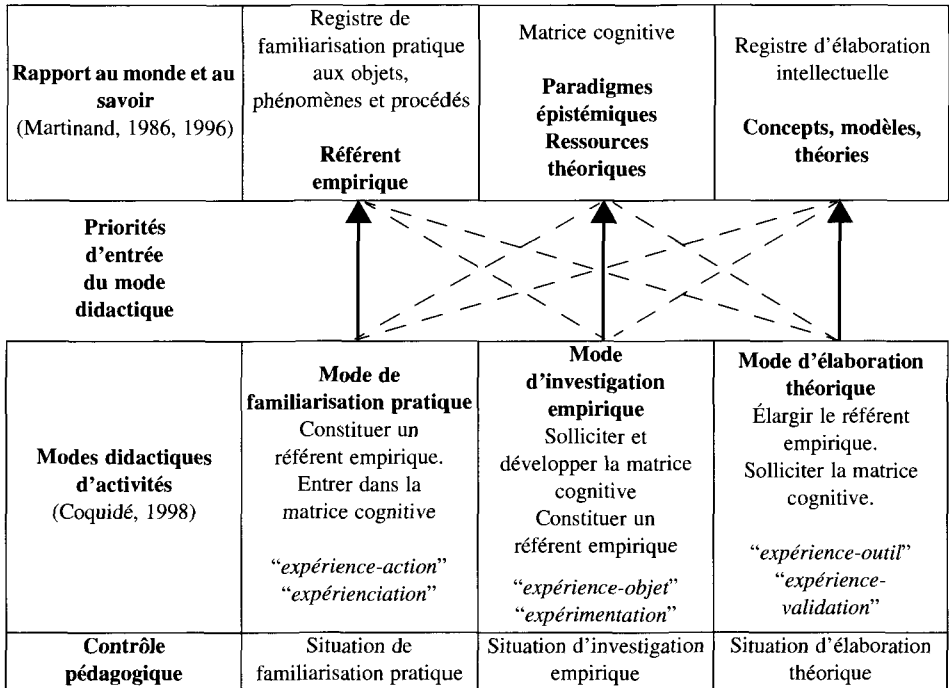 Rapport au monde et au
savoir
(Martinand, 1986, 1996)
Registre de
familiarisation pratique
aux objets,
phénomènes et procédés
Référent
empirique
Matrice cognitive
Paradigmes
épistémiques
Ressources
théoriques
Registre d'élaboration
intellectuelle
Concepts, modèles,
théories
Priorités
d'entrée
du mode
didactique
Modes didactiques
d'activités
(Coquidé, 1998)
Mode de
familiarisation pratique
Constituer un
référent empirique.
Entrer dans la
matrice cognitive
“expérience-action”
“expérienciation”
Mode
d'investigation
empirique
Solliciter et
développer la matrice
cognitive
Constituer un
référent empirique
“expérience-objet”
“expérimentation”
Mode d'élaboration
théorique
Élargir le référent
empirique.
Solliciter la matrice
cognitive.
“expérience-outil”
“expérience-
validation”
Contrôle
pédagogique
Situation de
familiarisation pratique
Situation d'investigation
empirique
Situation d'élaboration
théorique